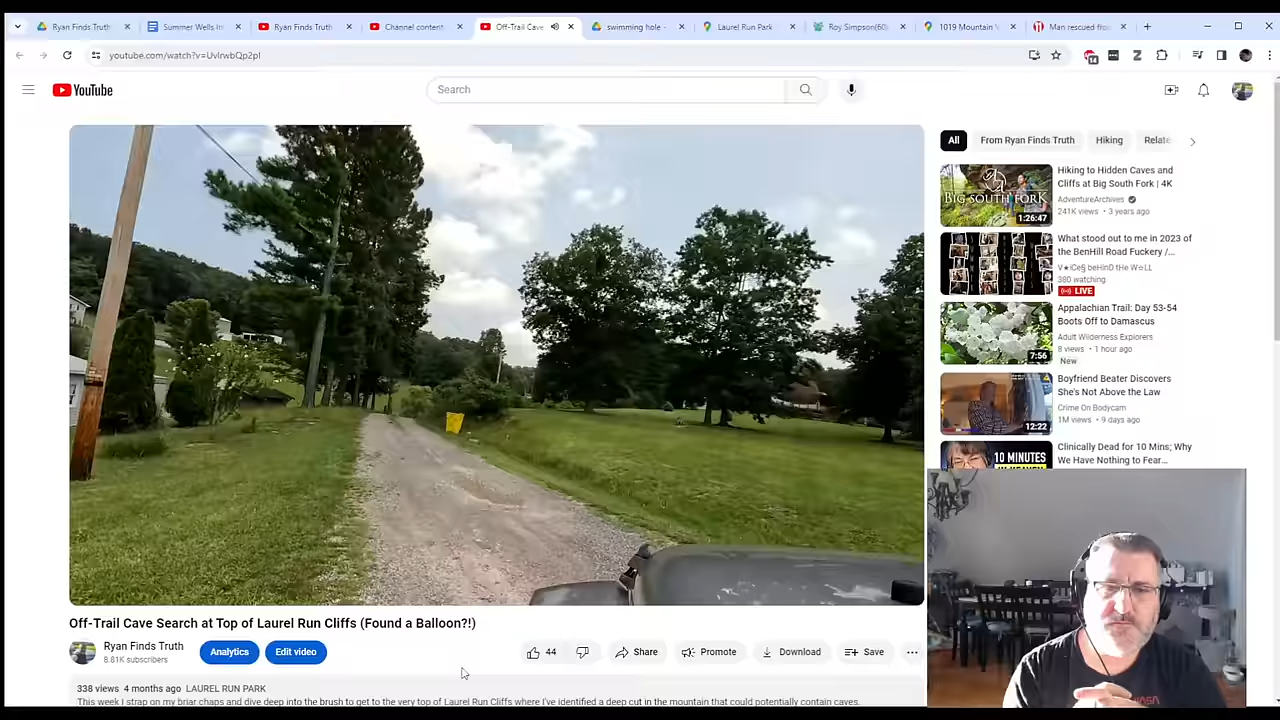 Ryan Finds Truth
Summer Wells In
Ryan Finds Truth
Channel content
Off-Trail Cave
swimming hole -
Laurel Run Park
Roy Simpson(60s
1019 Mountain V
Man rescued fro
youtube.com/watch?v=UvIrwbQp2pI
YouTube
Search
All
From Ryan Finds Truth
Hiking
Relate
Hiking to Hidden Caves and
Cliffs at Big South Fork | 4K
AdventureArchives
241K views • 3 years ago
BIG SOUTH FORK
1:26:47
What stood out to me in 2023 of
the BenHill Road Fuckery /...
V★iCe§ beHinD tHe W☆LL
380 watching
LIVE
Appalachian Trail: Day 53-54
Boots Off to Damascus
Adult Wilderness Explorers
8 views • 1 hour ago
New
7:56
Boyfriend Beater Discovers
She's Not Above the Law
Crime On Bodycam
1M views • 9 days ago
12:22
Clinically Dead for 10 Mins; Why
We Have Nothing to Fear...
10 MINUTES
Off-Trail Cave Search at Top of Laurel Run Cliffs (Found a Balloon?!)
Ryan Finds Truth
8.81K subscribers
Analytics
Edit video
44
Share
Promote
Download
Save
338 views 4 months ago LAUREL RUN PARK
This week I strap on my briar chaps and dive deep into the brush to get to the very top of Laurel Run Cliffs where I've identified a deep cut in the mountain that could potentially contain caves.
NASA